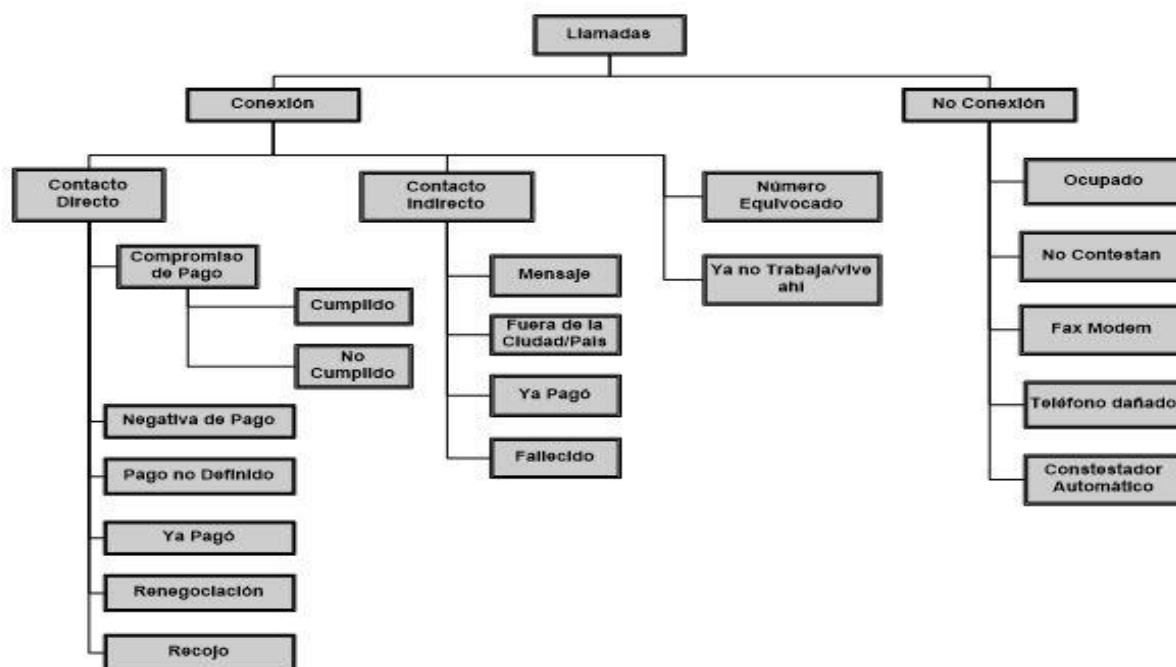 Llamadas
Conexión
No Conexión
Contacto
Directo
Contacto
Indirecto
Número
Equivocado
Ya no Trabaja/vive
ahí
Compromiso
de Pago
Cumplido
No
Cumplido
Negativa de Pago
Pago no Definido
Ya Pagó
Renegociación
Recojo
Mensaje
Fuera de la
Ciudad/Pais
Ya Pagó
Fallecido
Ocupado
No Contestan
Fax Modem
Teléfono dañado
Constestador
Automático